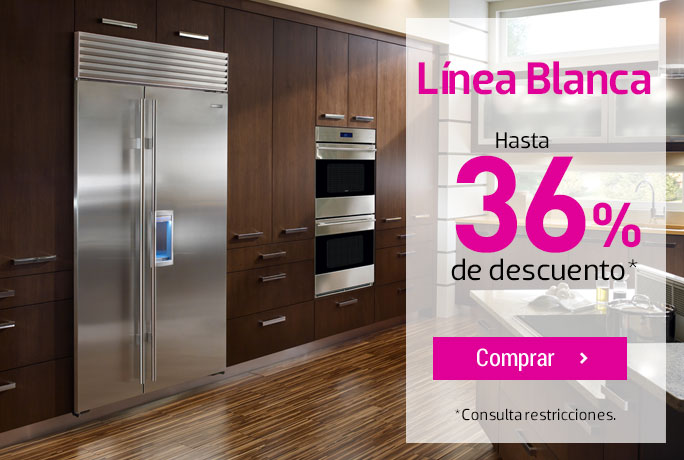 Línea Blanca
Hasta
36%
de descuento*
Comprar >
*Consulta restricciones.